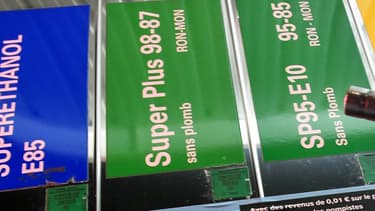 SUPERETHANOL
E85
Super Plus 98-87
RON-MON
sans plomb
SP95-E10 95-85
RON - MON
Sans Plomb
Avec des revenus de 0,01 € sur le
pompistes